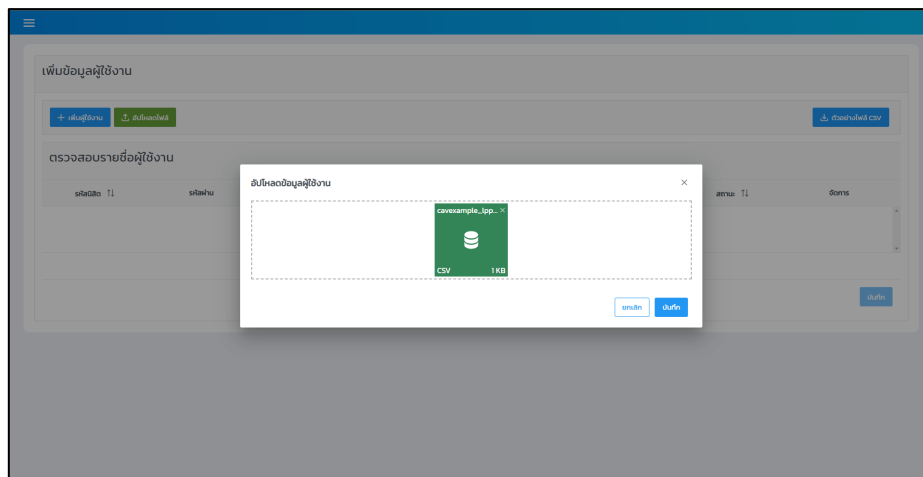 เพิ่มข้อมูลผู้ใช้งาน
+ เพิ่มผู้ใช้งาน
อัปโหลดไฟล์
ตัวอย่างไฟล์ CSV
ตรวจสอบรายชื่อผู้ใช้งาน
รหัสนิสิต
รหัสผ่าน
สถานะ
จัดการ
อัปโหลดข้อมูลผู้ใช้งาน
cavexample_ipp...
CSV
1 KB
ยกเลิก
บันทึก
บันทึก